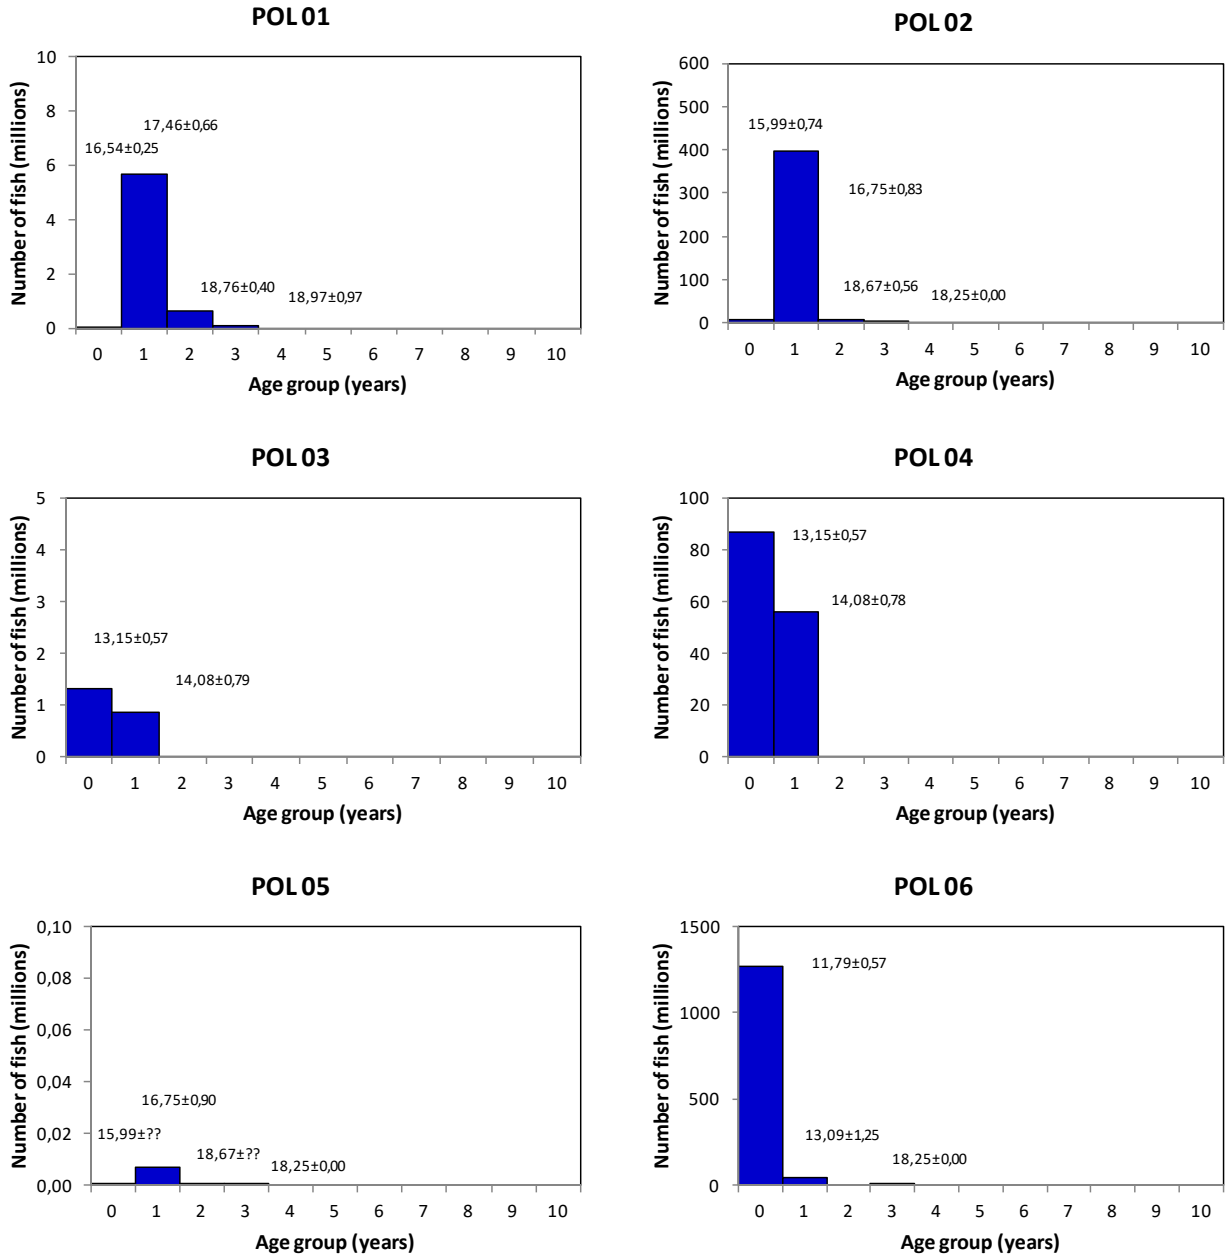 POL 01
Number of fish (millions)
10
8
6
4
2
0
17,46±0,66
16,54±0,25
18,76±0,40
18,97±0,97
0 1 2 3 4 5 6 7 8 9 10
Age group (years)
POL 02
Number of fish (millions)
600
500
400
300
200
100
0
15,99±0,74
16,75±0,83
18,67±0,56
18,25±0,00
0 1 2 3 4 5 6 7 8 9 10
Age group (years)
POL 03
Number of fish (millions)
5
4
3
2
1
0
13,15±0,57
14,08±0,79
0 1 2 3 4 5 6 7 8 9 10
Age group (years)
POL 04
Number of fish (millions)
100
80
60
40
20
0
13,15±0,57
14,08±0,78
0 1 2 3 4 5 6 7 8 9 10
Age group (years)
POL 05
Number of fish (millions)
0,10
0,08
0,06
0,04
0,02
0,00
16,75±0,90
15,99±??
18,67±??
18,25±0,00
0 1 2 3 4 5 6 7 8 9 10
Age group (years)
POL 06
Number of fish (millions)
1500
1000
500
0
11,79±0,57
13,09±1,25
18,25±0,00
0 1 2 3 4 5 6 7 8 9 10
Age group (years)